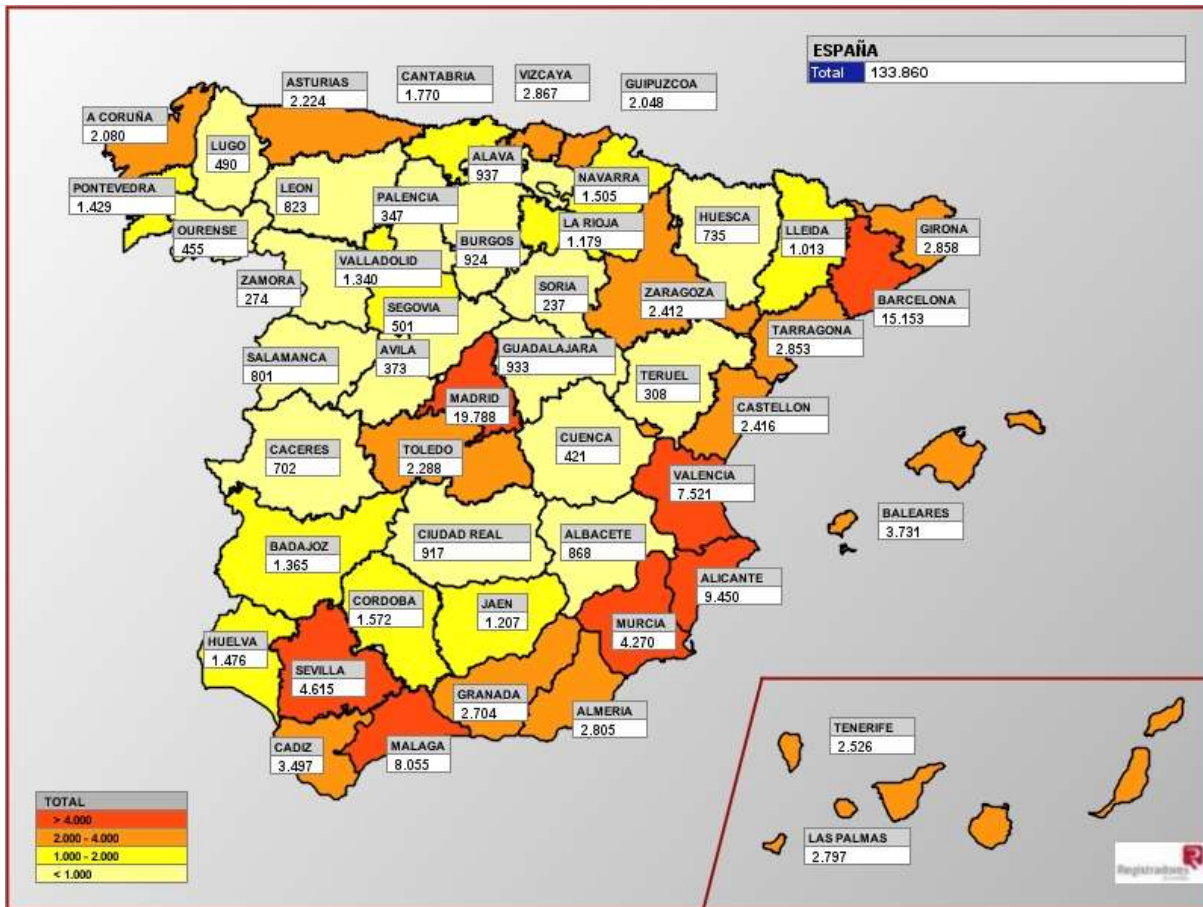 ESPAÑA
Total 133.860
ASTURIAS
2.224
CANTABRIA
1.770
VIZCAYA
2.867
GUIPUZCOA
2.048
A CORUÑA
2.080
LUGO
490
ALAVA
937
NAVARRA
1.505
PONTEVEDRA
1.429
LEON
823
PALENCIA
347
LA RIOJA
1.179
HUESCA
735
LLEIDA
1.013
GIRONA
2.858
OURENSE
455
BURGOS
924
VALLADOLID
1.340
ZAMORA
274
SORIA
237
ZARAGOZA
2.412
BARCELONA
15.153
SEGOVIA
501
TARRAGONA
2.853
SALAMANCA
801
AVILA
373
GUADALAJARA
933
TERUEL
308
MADRID
19.788
CASTELLON
2.416
CACERES
702
TOLEDO
2.288
CUENCA
421
VALENCIA
7.521
BALEARES
3.731
BADAJOZ
1.365
CIUDAD REAL
917
ALBACETE
868
ALICANTE
9.450
CORDOBA
1.572
JAEN
1.207
MURCIA
4.270
HUELVA
1.476
SEVILLA
4.615
GRANADA
2.704
ALMERIA
2.805
CADIZ
3.497
MALAGA
8.055
TENERIFE
2.526
LAS PALMAS
2.797
TOTAL
> 4.000
2.000 - 4.000
1.000 - 2.000
< 1.000
Registradores